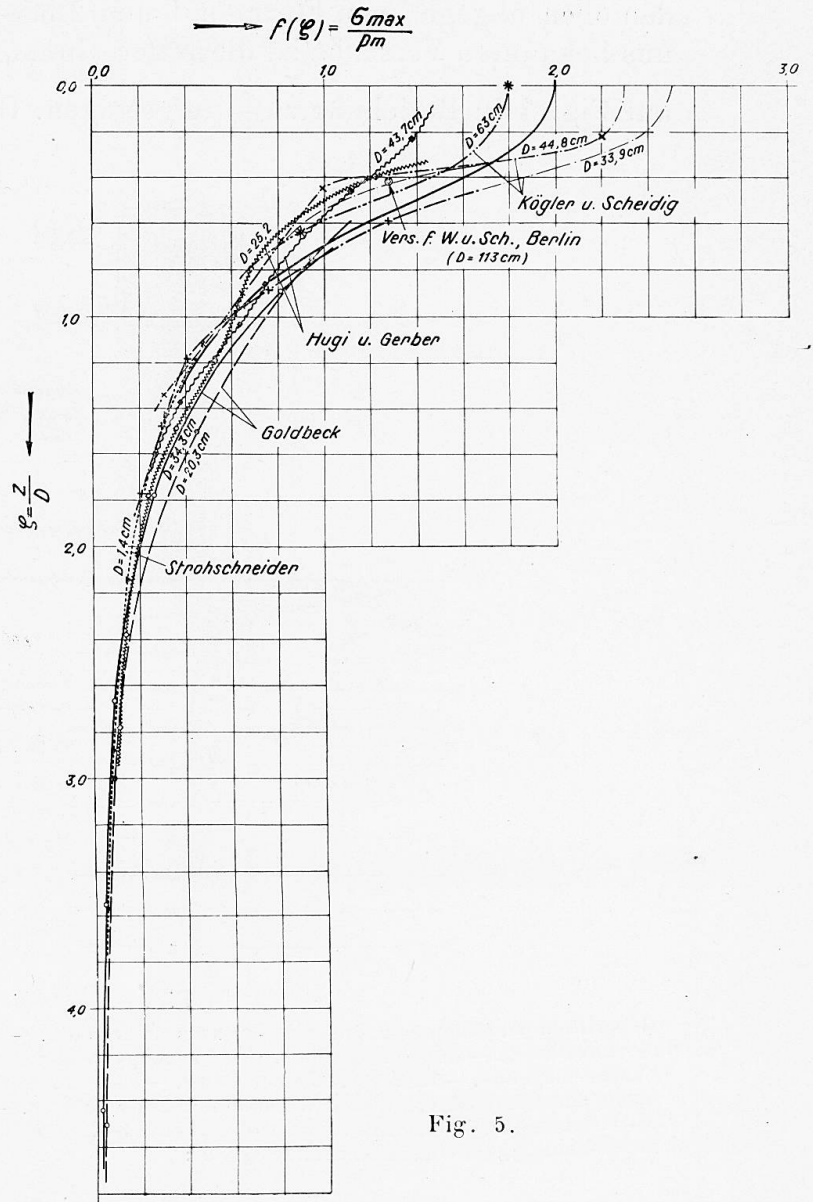 f(ξ) = σmax / pm
0,0 1,0 2,0 3,0
0,0
D=43,7cm
D=63cm
D=44,8cm
D=33,9cm
Kögler u. Scheidig
D=25,2
Vers. f. W. u. Sch., Berlin
(D=113cm)
1,0
Hugi u. Gerber
Goldbeck
D=34,3cm
D=20,3cm
ξ = z / D
D=1,4cm
2,0
Strohschneider
3,0
4,0
Fig. 5.